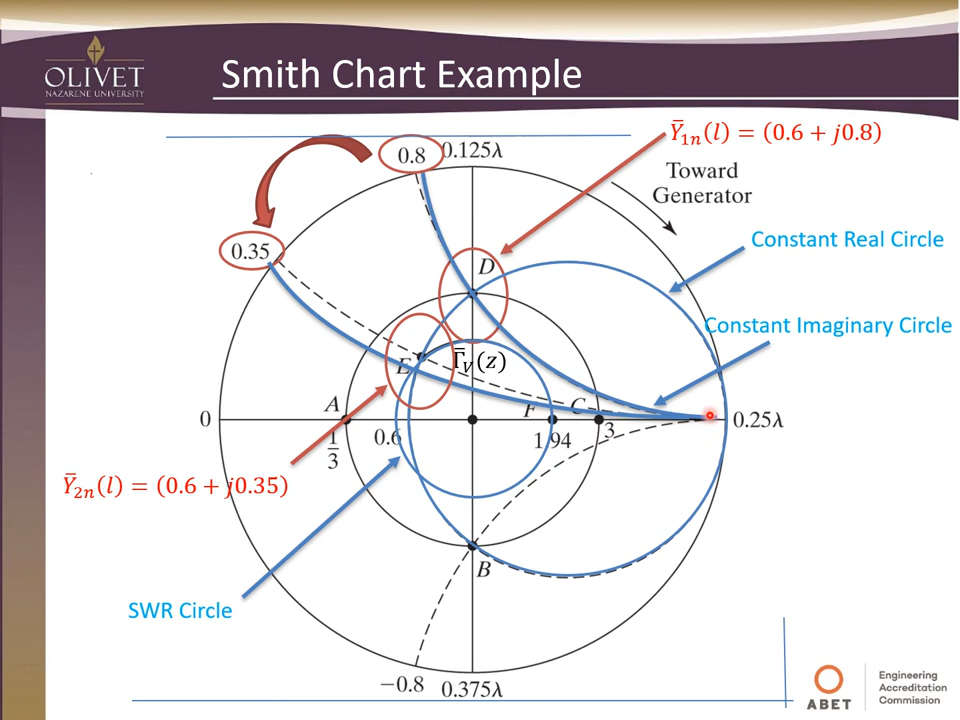 OLIVET
NAZARENE UNIVERSITY
Smith Chart Example
Ȳ₁ₙ(l) = (0.6 + j0.8)
0.8
0.125λ
Toward
Generator
0.35
Constant Real Circle
D
Constant Imaginary Circle
E
Γ̄_V(z)
A
F
C
0
0.25λ
1/3
0.6
1.94
3
Ȳ₂ₙ(l) = (0.6 + j0.35)
B
SWR Circle
−0.8
0.375λ
ABET
Engineering
Accreditation
Commission